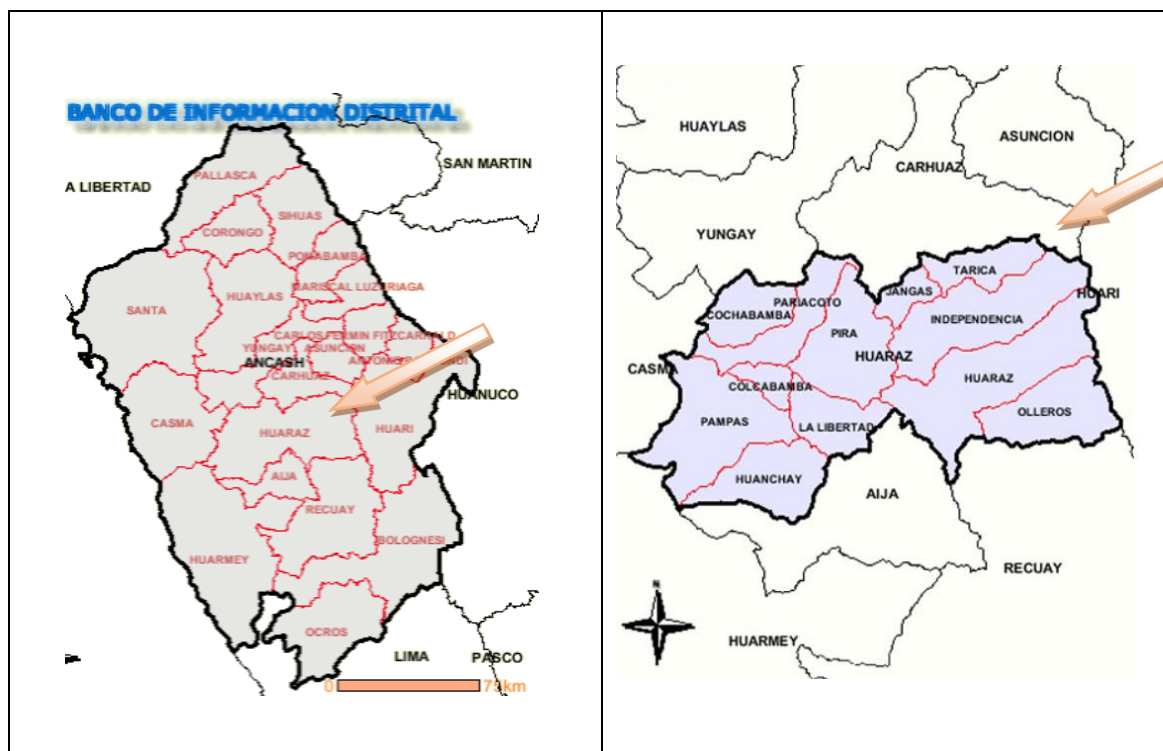 BANCO DE INFORMACION DISTRITAL
SAN MARTIN
PALLASCA
A LIBERTAD
SIHUAS
CORONGO
POMABAMBA
MARISCAL LUZURIAGA
HUAYLAS
SANTA
CARLOS FERMIN FITZCARRALD
YUNGAY
ASUNCION
ANCASH
CARHUAZ
HUANUCO
CASMA
HUARAZ
HUARI
AIJA
RECUAY
BOLOGNESI
HUARMEY
OCROS
LIMA
PASCO
0
75km
HUAYLAS
ASUNCION
CARHUAZ
YUNGAY
TARICA
JANGAS
HUARI
PARIACOTO
COCHABAMBA
INDEPENDENCIA
PIRA
HUARAZ
CASMA
HUARAZ
COLCABAMBA
OLLEROS
PAMPAS
LA LIBERTAD
HUANCHAY
AIJA
RECUAY
N
HUARMEY